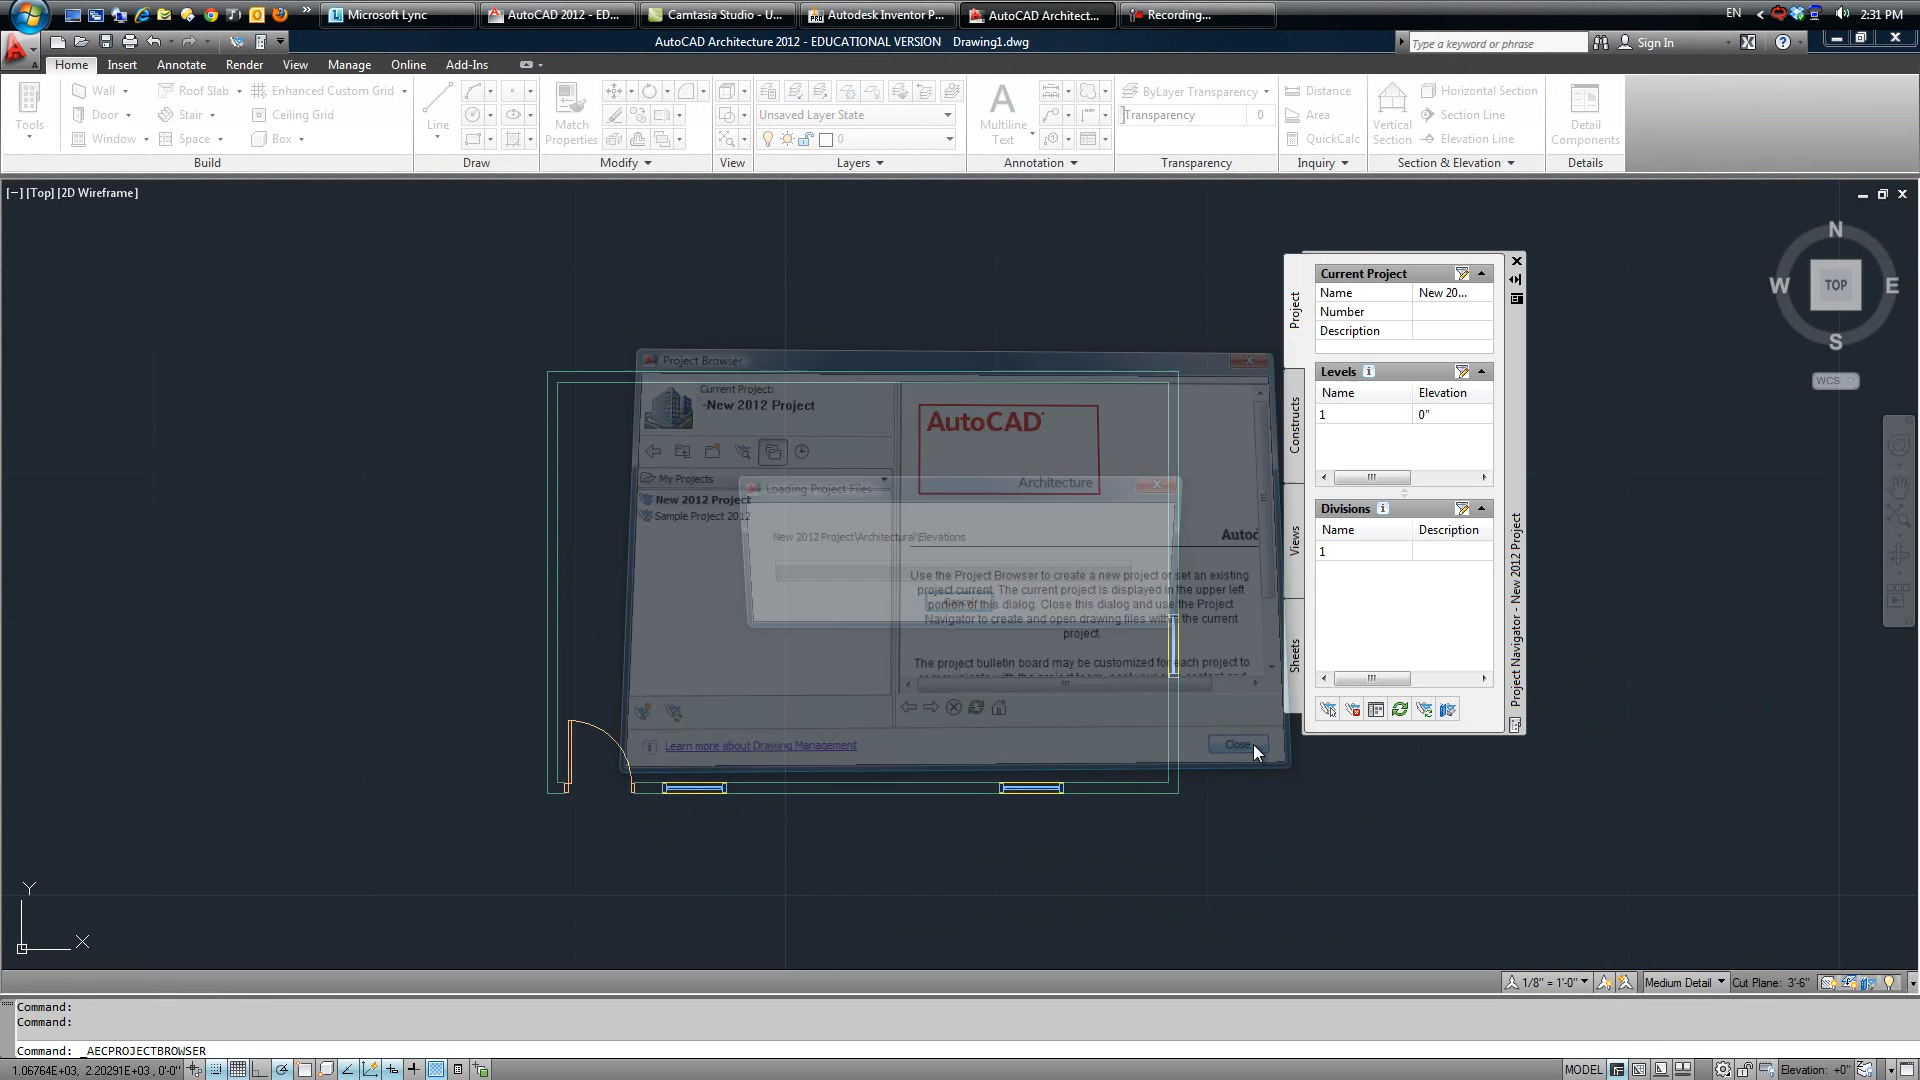 Microsoft Lync
AutoCAD 2012 - ED...
Camtasia Studio - U...
Autodesk Inventor P...
AutoCAD Architect...
Recording...
EN
2:31 PM
AutoCAD Architecture 2012 - EDUCATIONAL VERSION Drawing1.dwg
Type a keyword or phrase
Sign In
Home
Insert
Annotate
Render
View
Manage
Online
Add-Ins
Tools
Wall
Door
Window
Roof Slab
Stair
Space
Enhanced Custom Grid
Ceiling Grid
Box
Build
Line
Draw
Match
Properties
Modify
View
Unsaved Layer State
0
Layers
Multiline
Text
Annotation
ByLayer Transparency
Transparency 0
Transparency
Distance
Area
QuickCalc
Inquiry
Vertical
Section
Horizontal Section
Section Line
Elevation Line
Section & Elevation
Detail
Components
Details
[−] [Top] [2D Wireframe]
N
W
TOP
E
S
WCS
Project Browser
Current Project:
-New 2012 Project
My Projects
New 2012 Project
Sample Project 2012
AutoCAD
Architecture
Autod
Use the Project Browser to create a new project or set an existing
project current. The current project is displayed in the upper left
portion of this dialog. Close this dialog and use the Project
Navigator to create and open drawing files within the current
project.
The project bulletin board may be customized for each project to
Learn more about Drawing Management
Close
Loading Project Files
New 2012 Project\Architectural\Elevations
Project
Constructs
Views
Sheets
Current Project
Name New 20...
Number
Description
Levels
Name Elevation
1 0"
Divisions
Name Description
1
Project Navigator - New 2012 Project
Y
X
1/8" = 1'-0"
Medium Detail
Cut Plane: 3'-6"
Command:
Command:
Command: _AECPROJECTBROWSER
1.06764E+03, 2.20291E+03 , 0'-0"
MODEL
Elevation: +0"